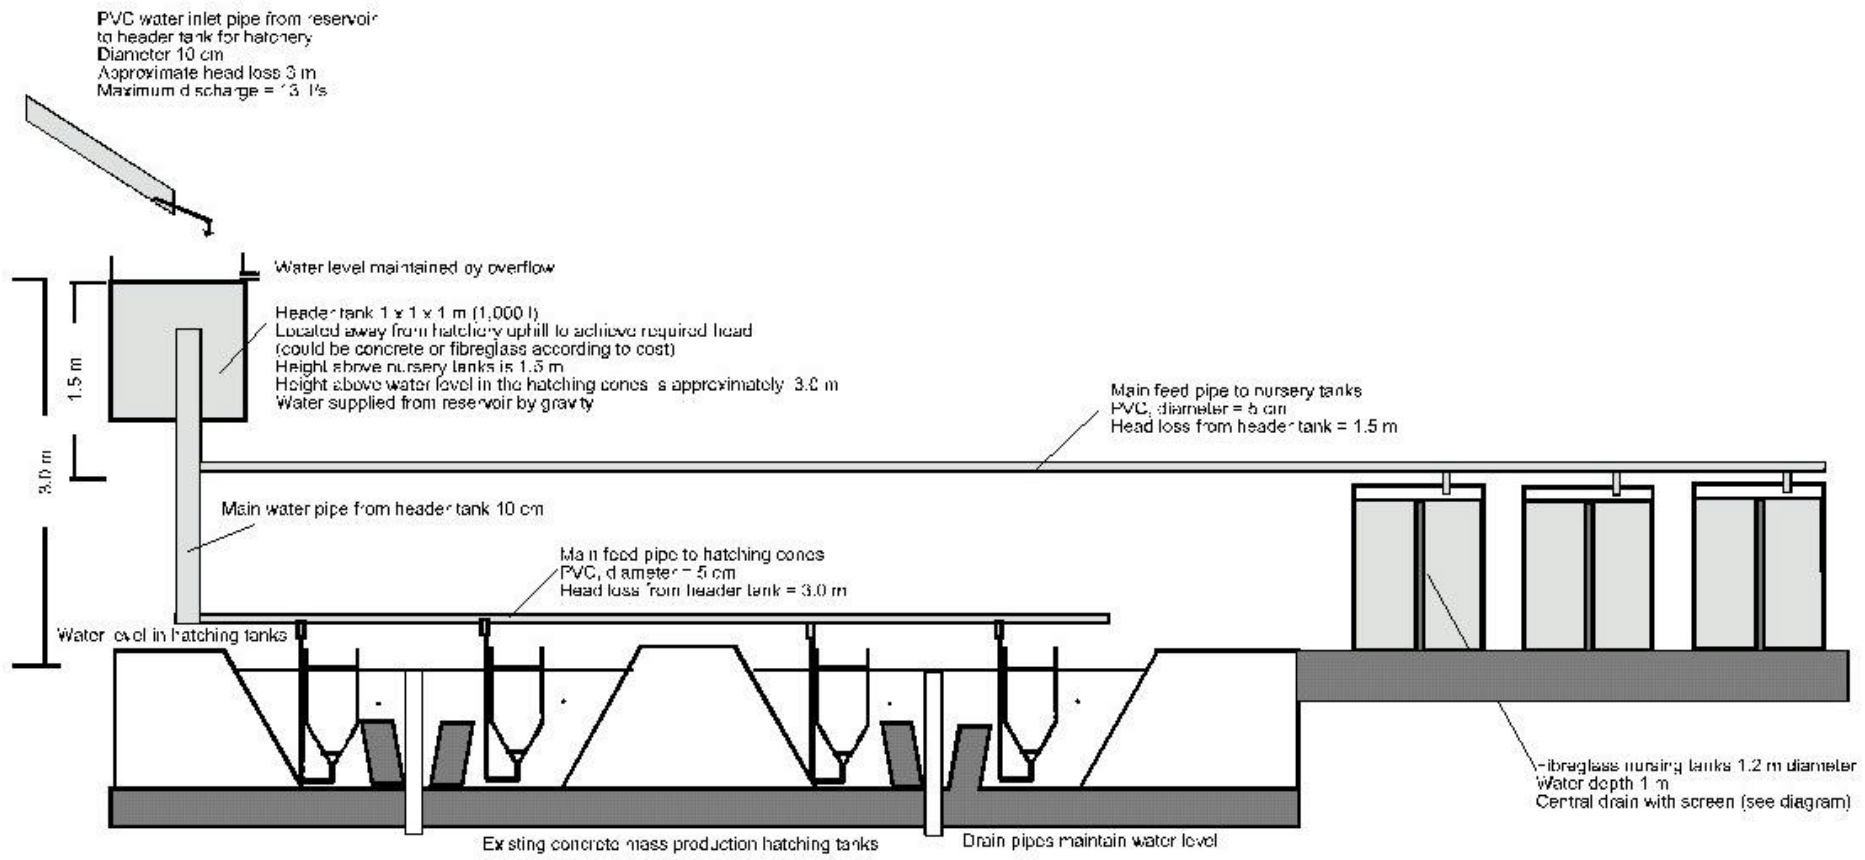 PVC water inlet pipe from reservoir
to header tank for hatchery
Diameter 10 cm
Approximate head loss 3 m
Maximum discharge = 13 l/s
Water level maintained by overflow
Header tank 1 x 1 x 1 m (1,000 l)
Located away from hatchery uphill to achieve required head
(could be concrete or fibreglass according to cost)
Height above nursery tanks is 1.5 m
Height above water level in the hatching cones is approximately 3.0 m
Water supplied from reservoir by gravity
1.5 m
3.0 m
Main feed pipe to nursery tanks
PVC, diameter = 5 cm
Head loss from header tank = 1.5 m
Main water pipe from header tank 10 cm
Main feed pipe to hatching cones
PVC, diameter = 5 cm
Head loss from header tank = 3.0 m
Water level in hatching tanks
Fibreglass nursing tanks 1.2 m diameter
Water depth 1 m
Central drain with screen (see diagram)
Existing concrete mass production hatching tanks
Drain pipes maintain water level